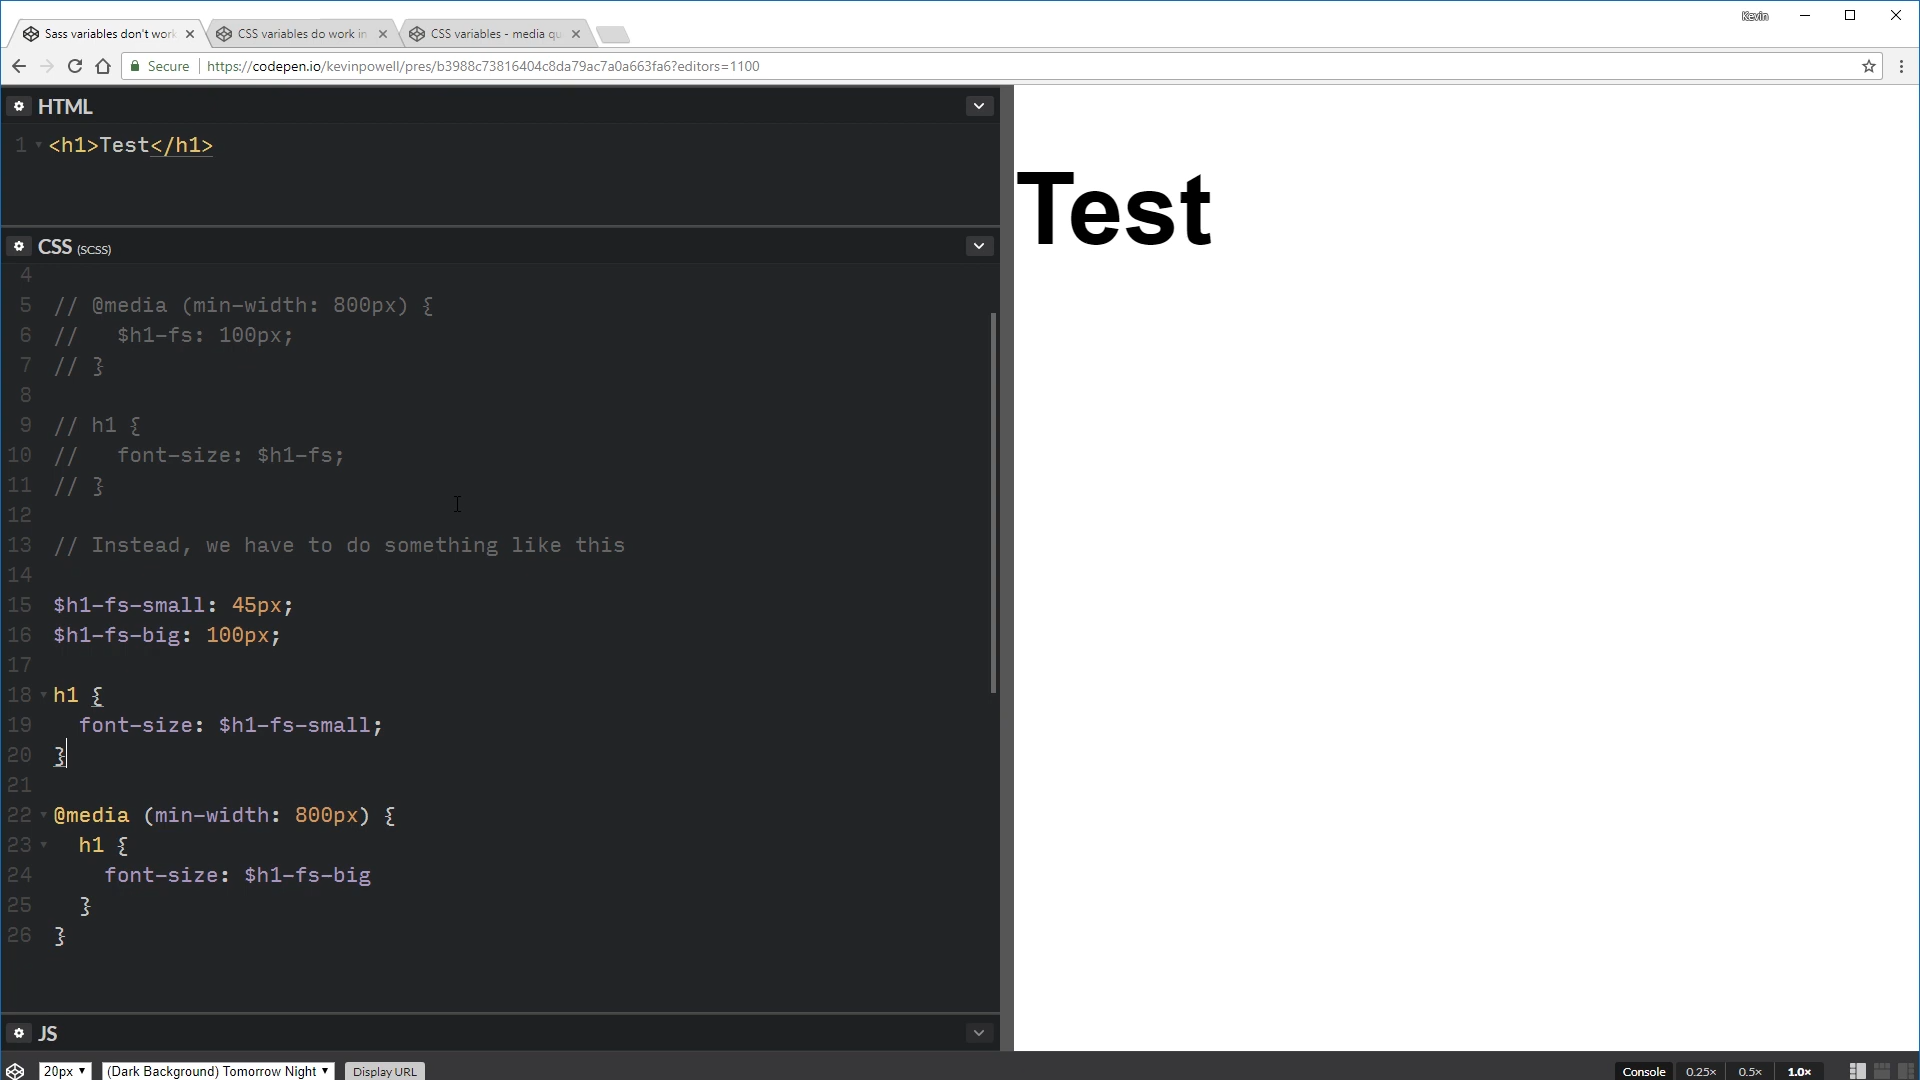 Kevin
Sass variables don't work
CSS variables do work in
CSS variables - media qu
Secure
https://codepen.io/kevinpowell/pres/b3988c73816404c8da79ac7a0a663fa6?editors=1100
HTML
1 <h1>Test</h1>
CSS (SCSS)
4
5 // @media (min-width: 800px) {
6 //   $h1-fs: 100px;
7 // }
8
9 // h1 {
10 //   font-size: $h1-fs;
11 // }
12
13 // Instead, we have to do something like this
14
15 $h1-fs-small: 45px;
16 $h1-fs-big: 100px;
17
18 h1 {
19   font-size: $h1-fs-small;
20 }
21
22 @media (min-width: 800px) {
23   h1 {
24     font-size: $h1-fs-big
25   }
26 }
JS
Test
20px
(Dark Background) Tomorrow Night
Display URL
Console
0.25×
0.5×
1.0×